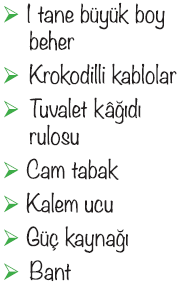 ➢ 1 tane büyük boy
beher
➢ Krokodilli kablolar
➢ Tuvalet kâğıdı
rulosu
➢ Cam tabak
➢ Kalem ucu
➢ Güç kaynağı
➢ Bant